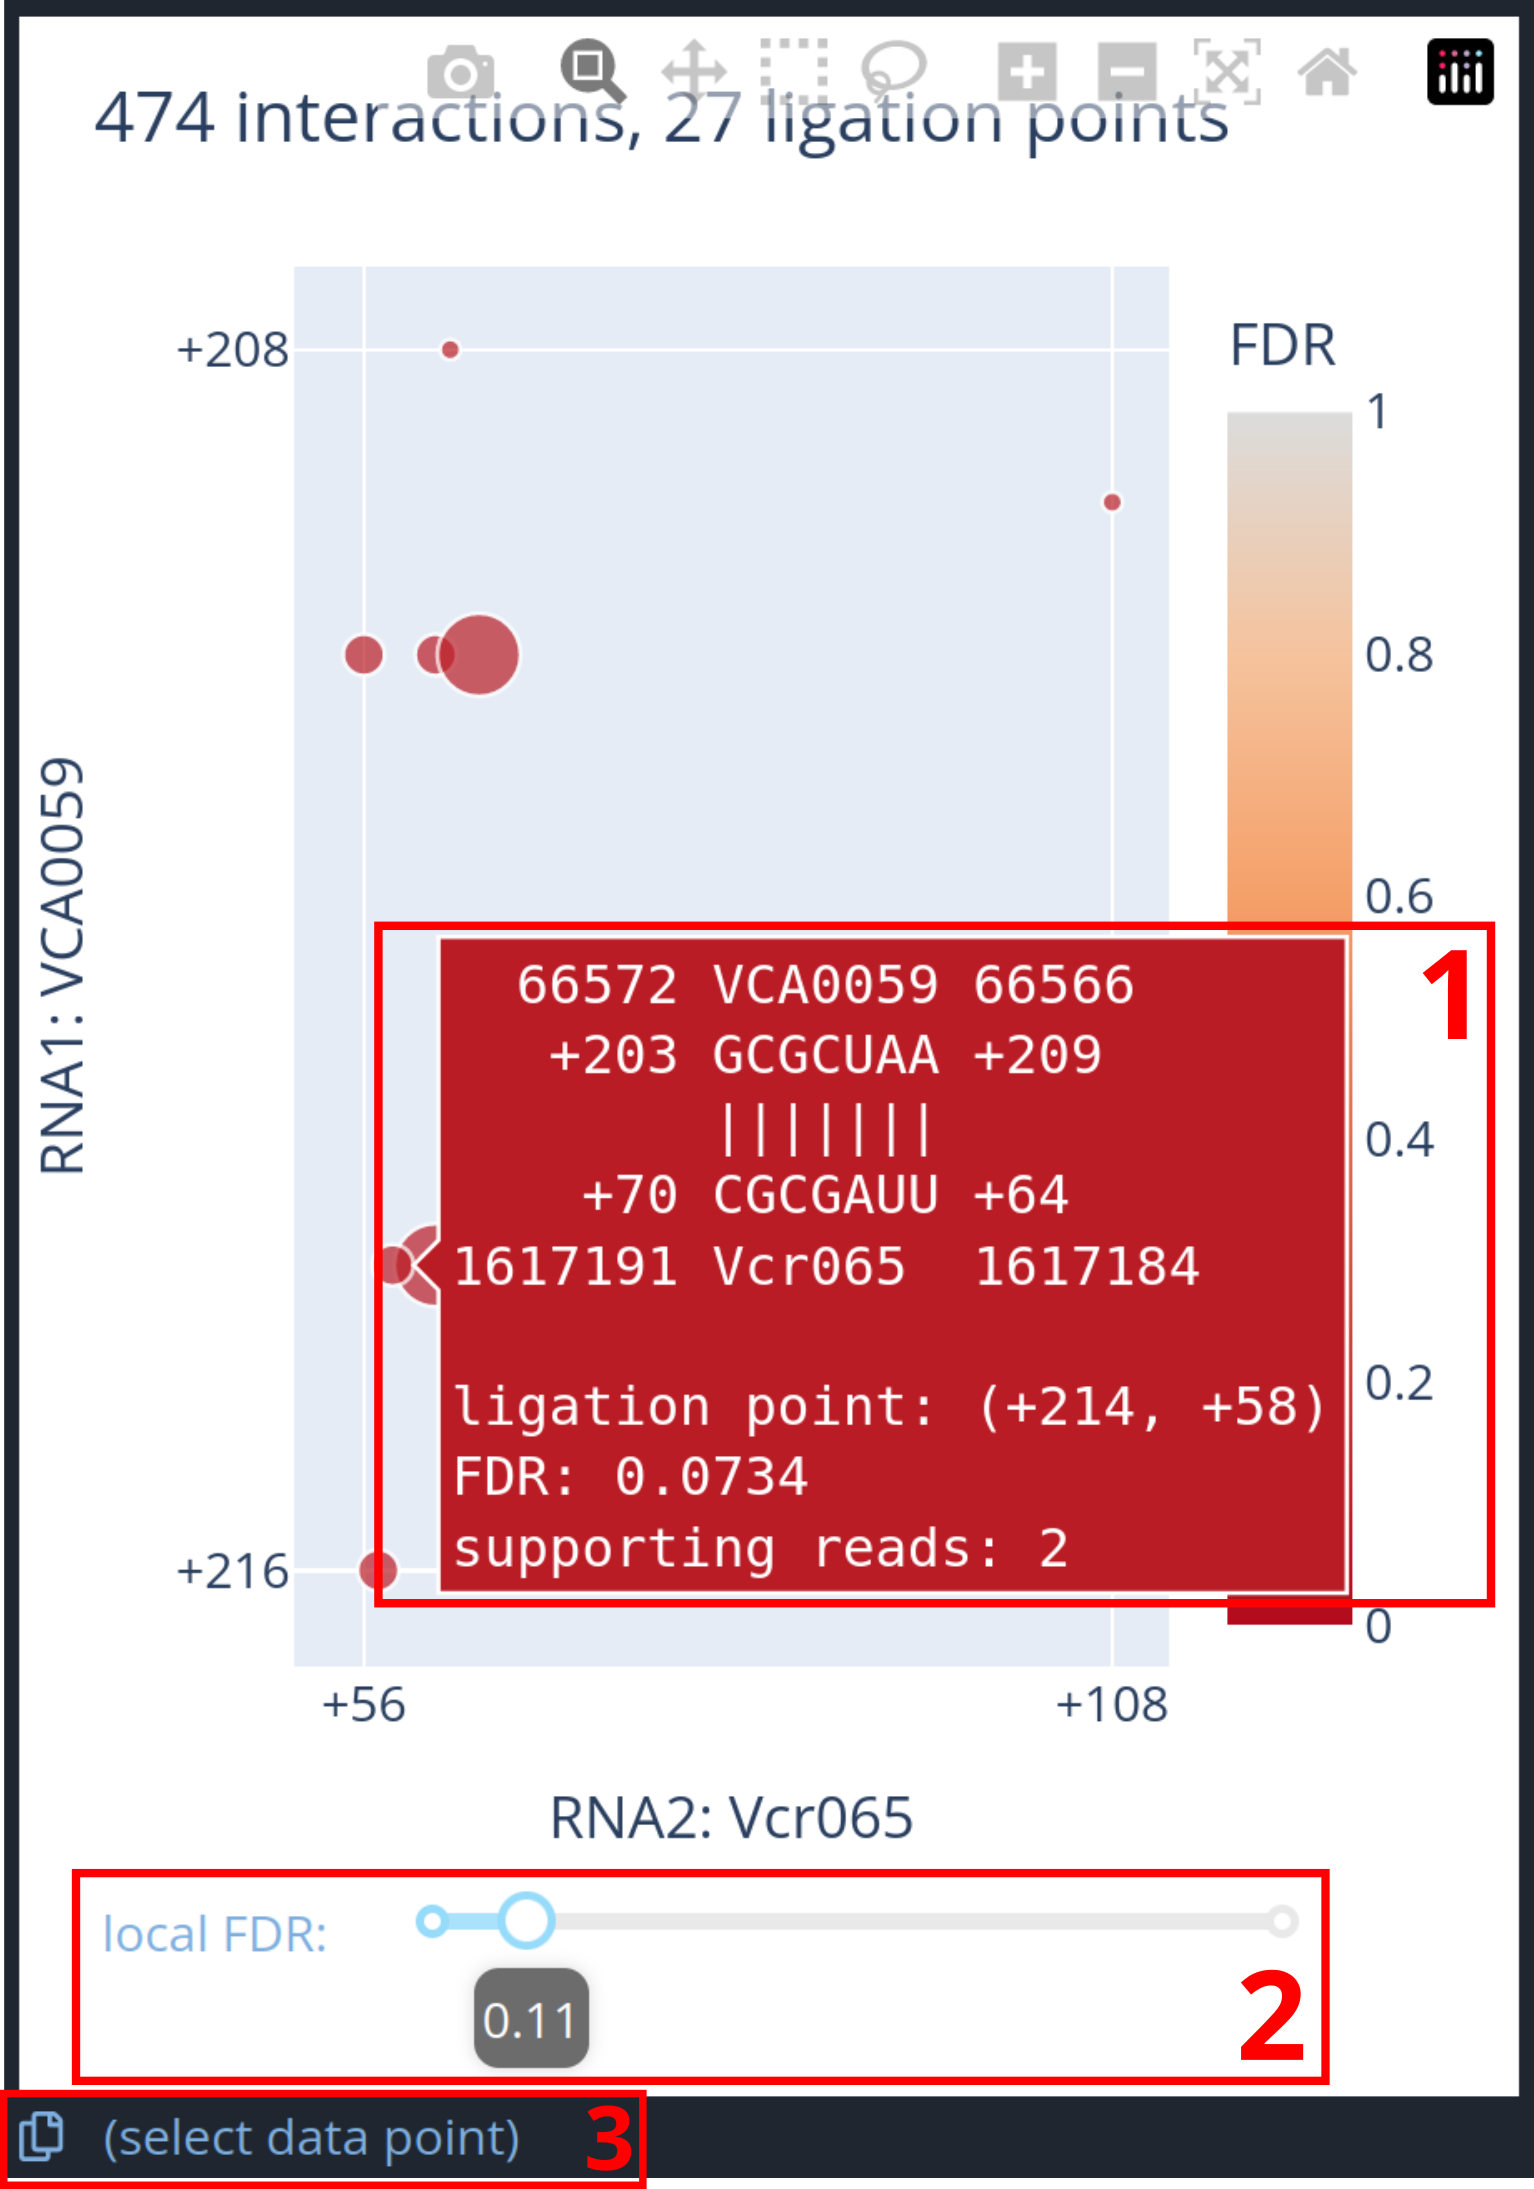 474 interactions, 27 ligation points
+208
FDR
1
0.8
0.6
0.4
0.2
0
RNA1: VCA0059
1
66572 VCA0059 66566
+203 GCGCUAA +209
|||||||
+70 CGCGAUU +64
1617191 Vcr065 1617184
ligation point: (+214, +58)
FDR: 0.0734
supporting reads: 2
+216
+56
+108
RNA2: Vcr065
local FDR:
0.11
2
(select data point)
3